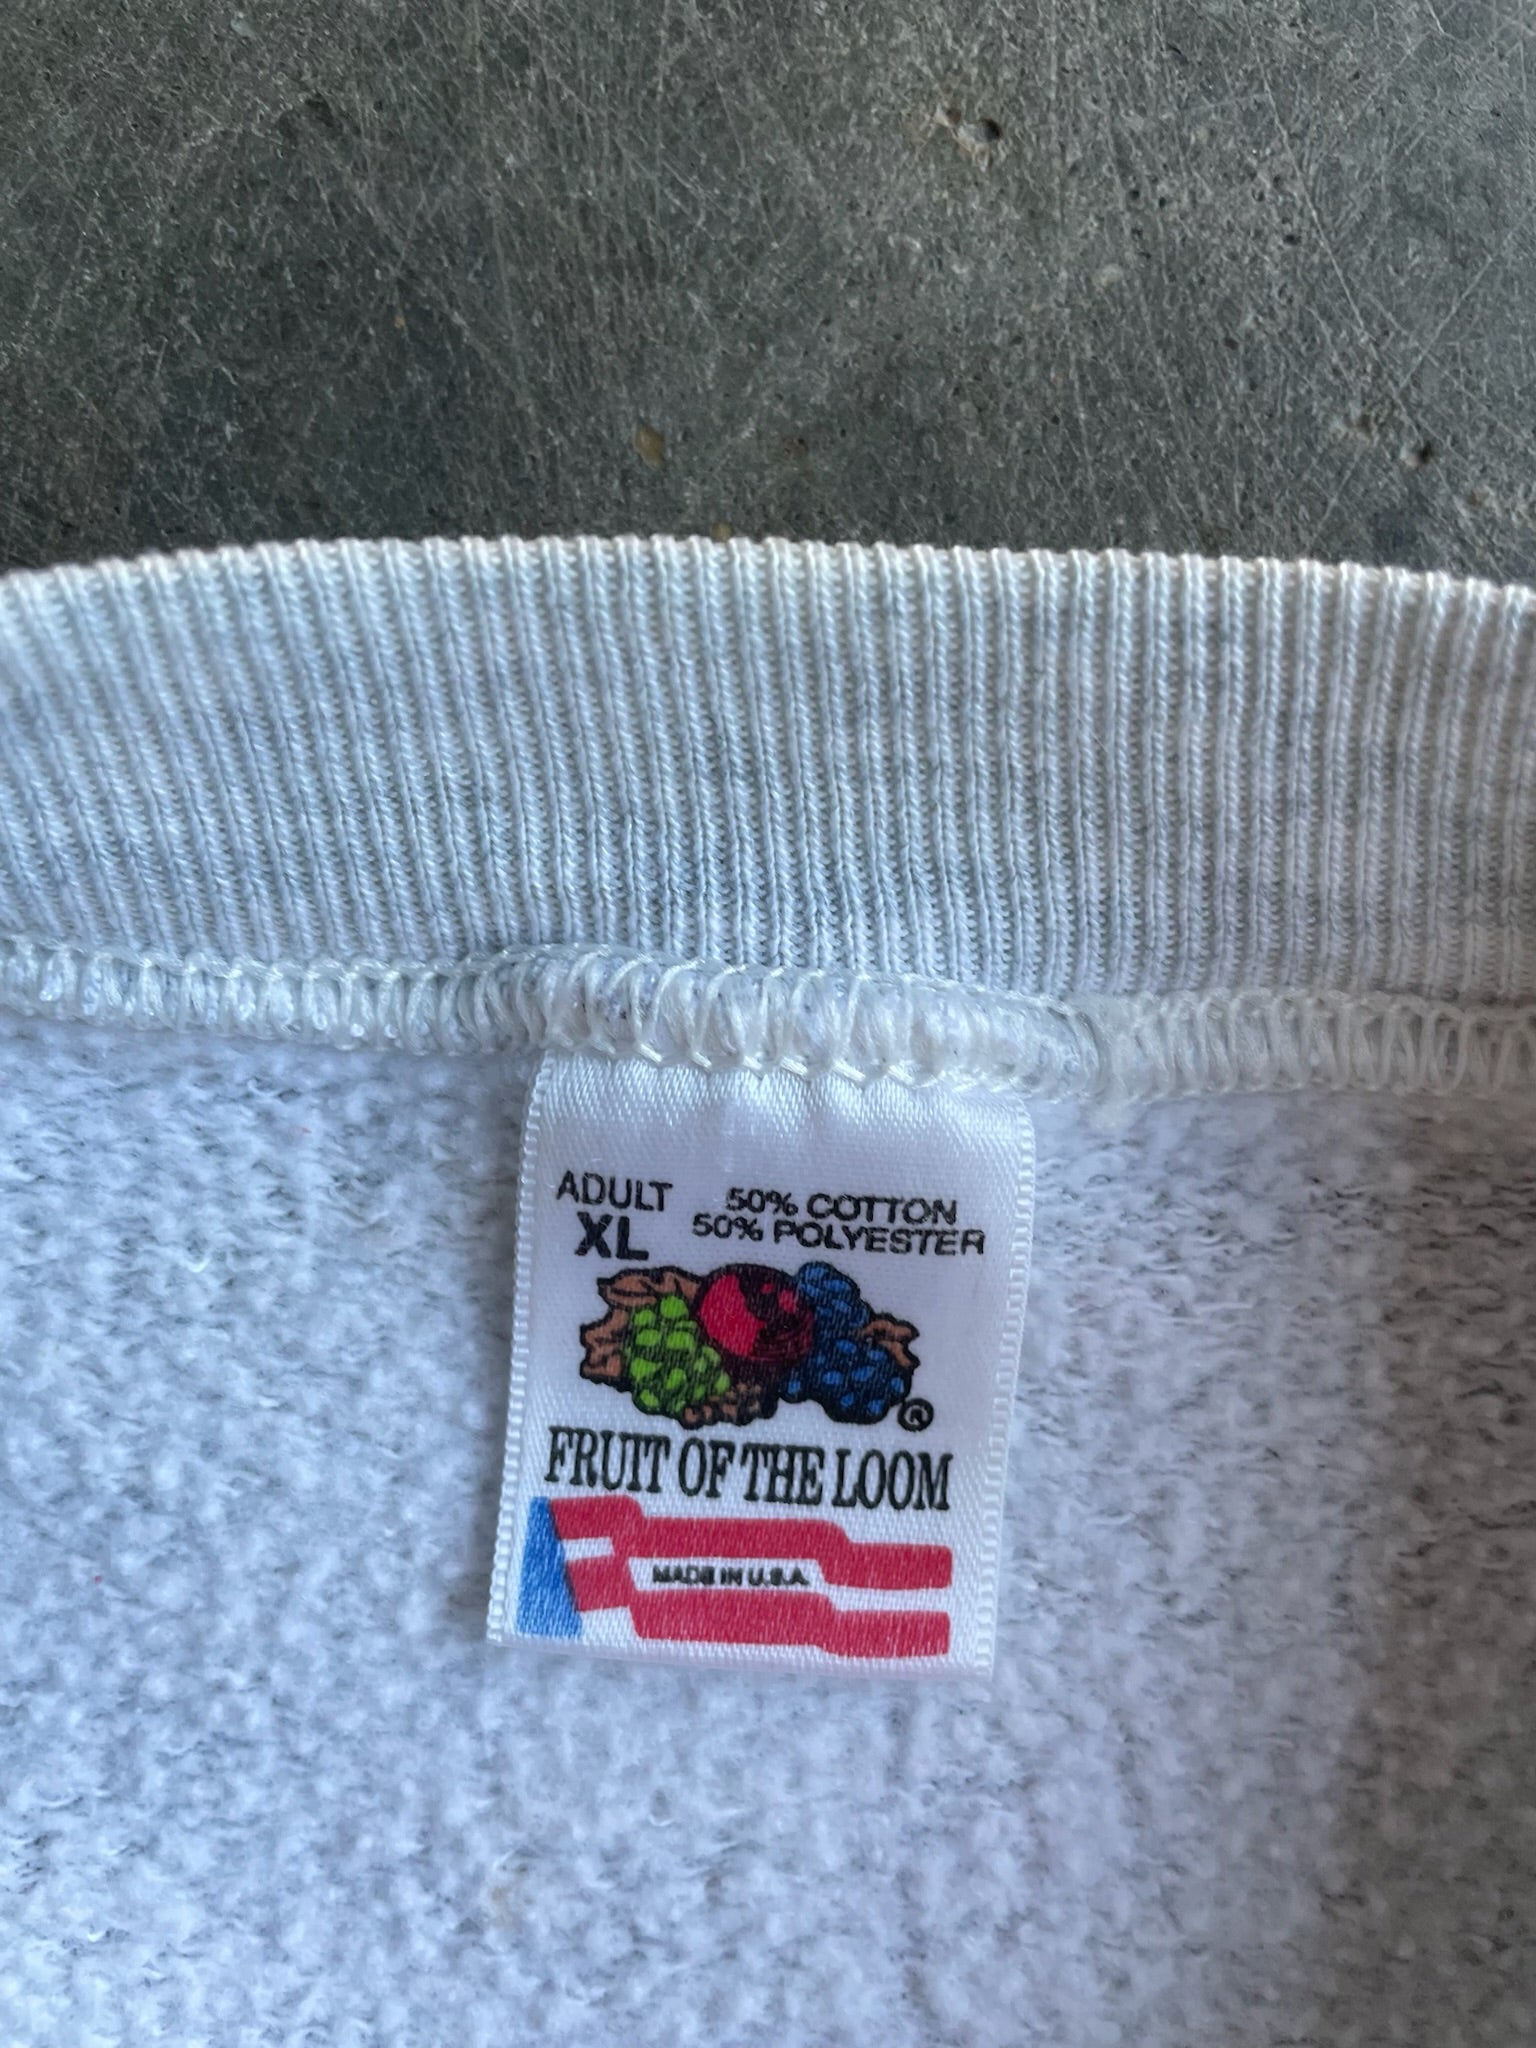 ADULT
XL
50% COTTON
50% POLYESTER
®
FRUIT OF THE LOOM
MADE IN U.S.A.